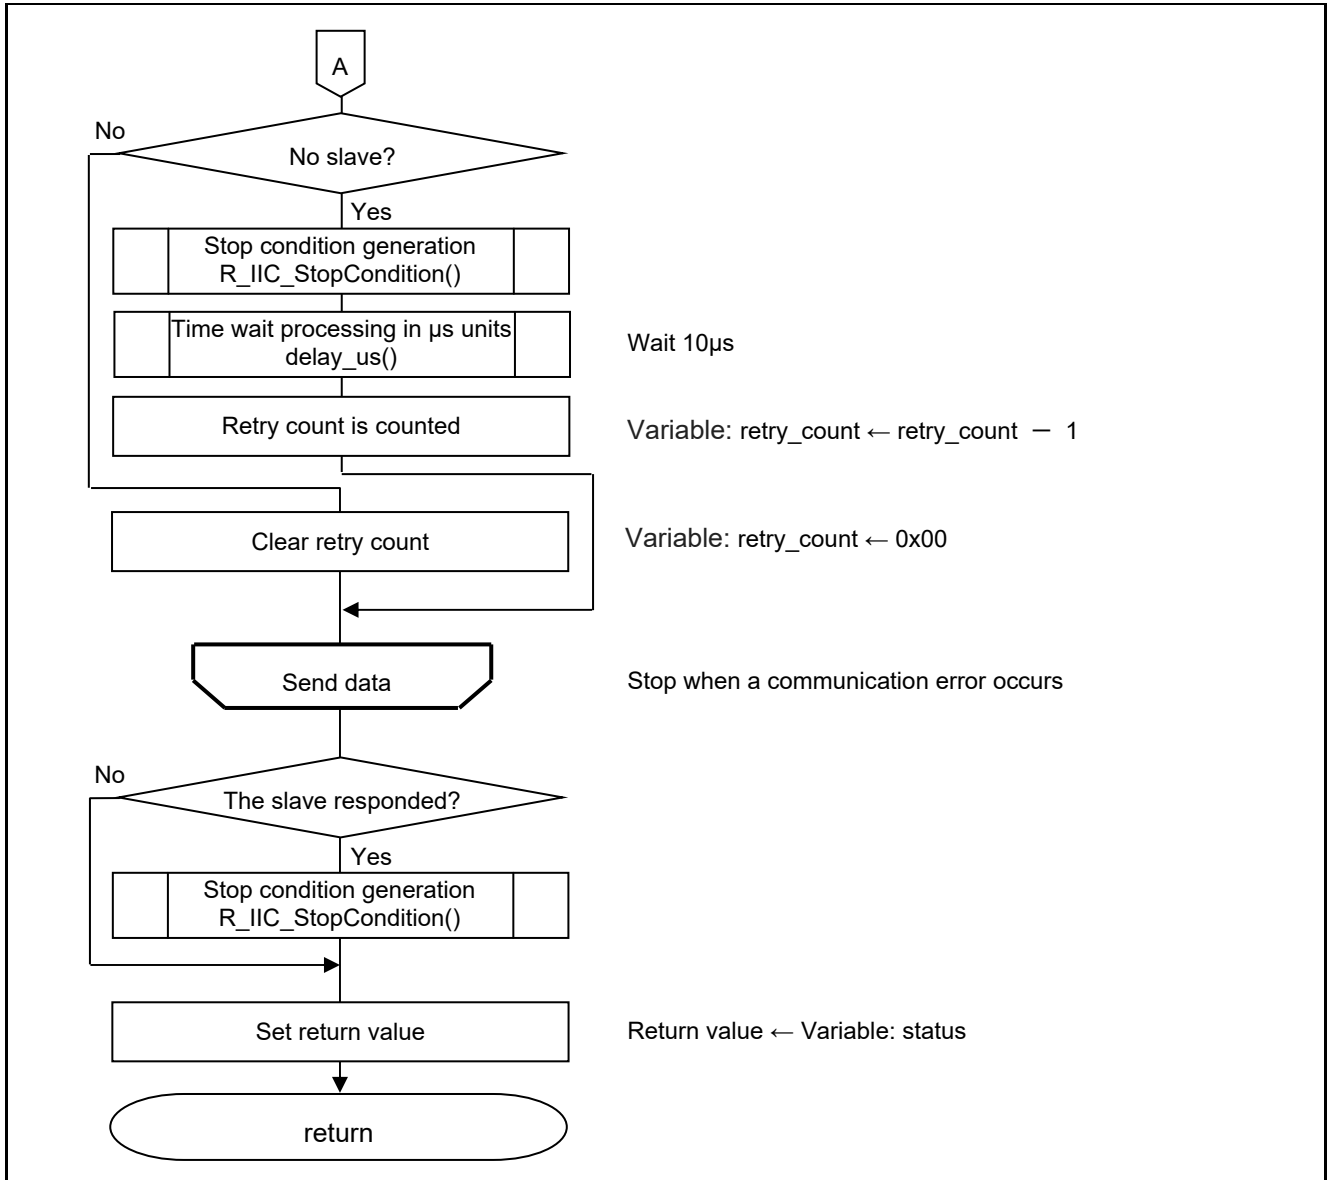 A
No
No slave?
Yes
Stop condition generation
R_IIC_StopCondition()
Time wait processing in µs units
delay_us()
Wait 10µs
Retry count is counted
Variable: retry_count ← retry_count － 1
Clear retry count
Variable: retry_count ← 0x00
Send data
Stop when a communication error occurs
No
The slave responded?
Yes
Stop condition generation
R_IIC_StopCondition()
Set return value
Return value ← Variable: status
return